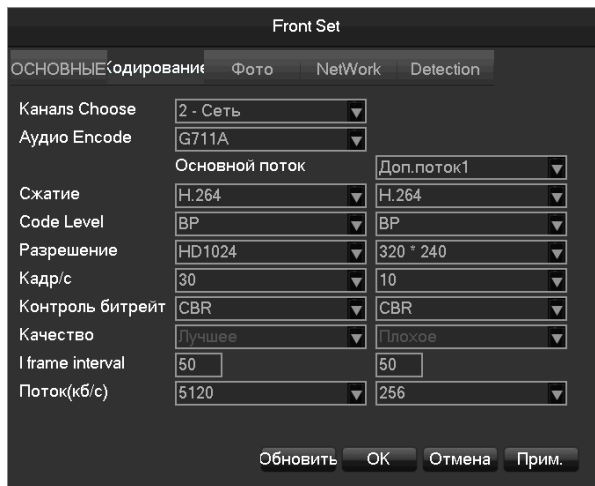 Front Set
ОСНОВНЫЕ Кодирование Фото NetWork Detection
Каналs Choose 2 - Сеть
Аудио Encode G711A
Основной поток Доп.поток1
Сжатие H.264 H.264
Code Level BP BP
Разрешение HD1024 320 * 240
Кадр/с 30 10
Контроль битрейт CBR CBR
Качество Лучшее Плохое
I frame interval 50 50
Поток(кб/с) 5120 256
Обновить OK Отмена Прим.